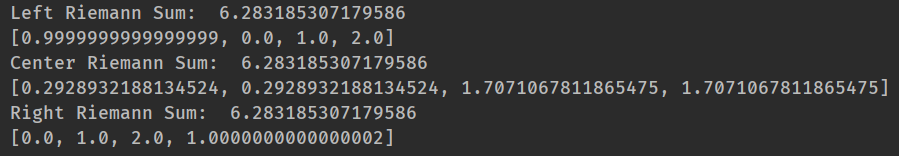 Left Riemann Sum:  6.283185307179586
[0.9999999999999999, 0.0, 1.0, 2.0]
Center Riemann Sum:  6.283185307179586
[0.2928932188134524, 0.2928932188134524, 1.7071067811865475, 1.7071067811865475]
Right Riemann Sum:  6.283185307179586
[0.0, 1.0, 2.0, 1.0000000000000002]